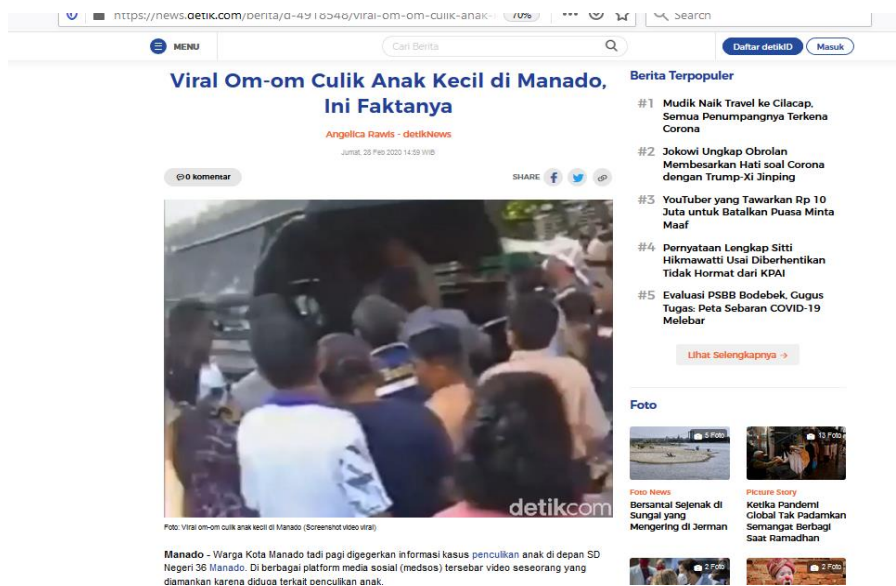 https://news.detik.com/berita/d-4918548/viral-om-om-culik-anak-
70%
Search
MENU
Cari Berita
Daftar detikID
Masuk
Viral Om-om Culik Anak Kecil di Manado,
Ini Faktanya
Angelica Rawis - detikNews
Jumat, 28 Feb 2020 14:59 WIB
0 komentar
SHARE
detikcom
Foto: Viral om-om culik anak kecil di Manado (Screenshot video viral)
Manado - Warga Kota Manado tadi pagi digegerkan informasi kasus penculikan anak di depan SD
Negeri 36 Manado. Di berbagai platform media sosial (medsos) tersebar video seseorang yang
diamankan karena diduga terkait penculikan anak.
Berita Terpopuler
#1 Mudik Naik Travel ke Cilacap,
Semua Penumpangnya Terkena
Corona
#2 Jokowi Ungkap Obrolan
Membesarkan Hati soal Corona
dengan Trump-Xi Jinping
#3 YouTuber yang Tawarkan Rp 10
Juta untuk Batalkan Puasa Minta
Maaf
#4 Pernyataan Lengkap Sitti
Hikmawatti Usai Diberhentikan
Tidak Hormat dari KPAI
#5 Evaluasi PSBB Bodebek, Gugus
Tugas: Peta Sebaran COVID-19
Melebar
Lihat Selengkapnya →
Foto
5 Foto
Foto News
Bersantai Sejenak di
Sungai yang
Mengering di Jerman
13 Foto
Picture Story
Ketika Pandemi
Global Tak Padamkan
Semangat Berbagi
Saat Ramadhan
2 Foto
2 Foto